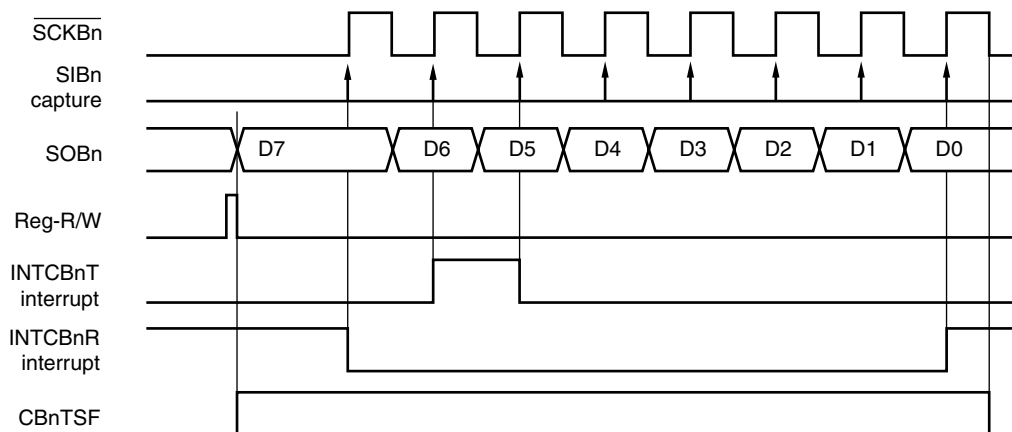 SCKBn
SIBn
capture
SOBn
D7 D6 D5 D4 D3 D2 D1 D0
Reg-R/W
INTCBnT
interrupt
INTCBnR
interrupt
CBnTSF